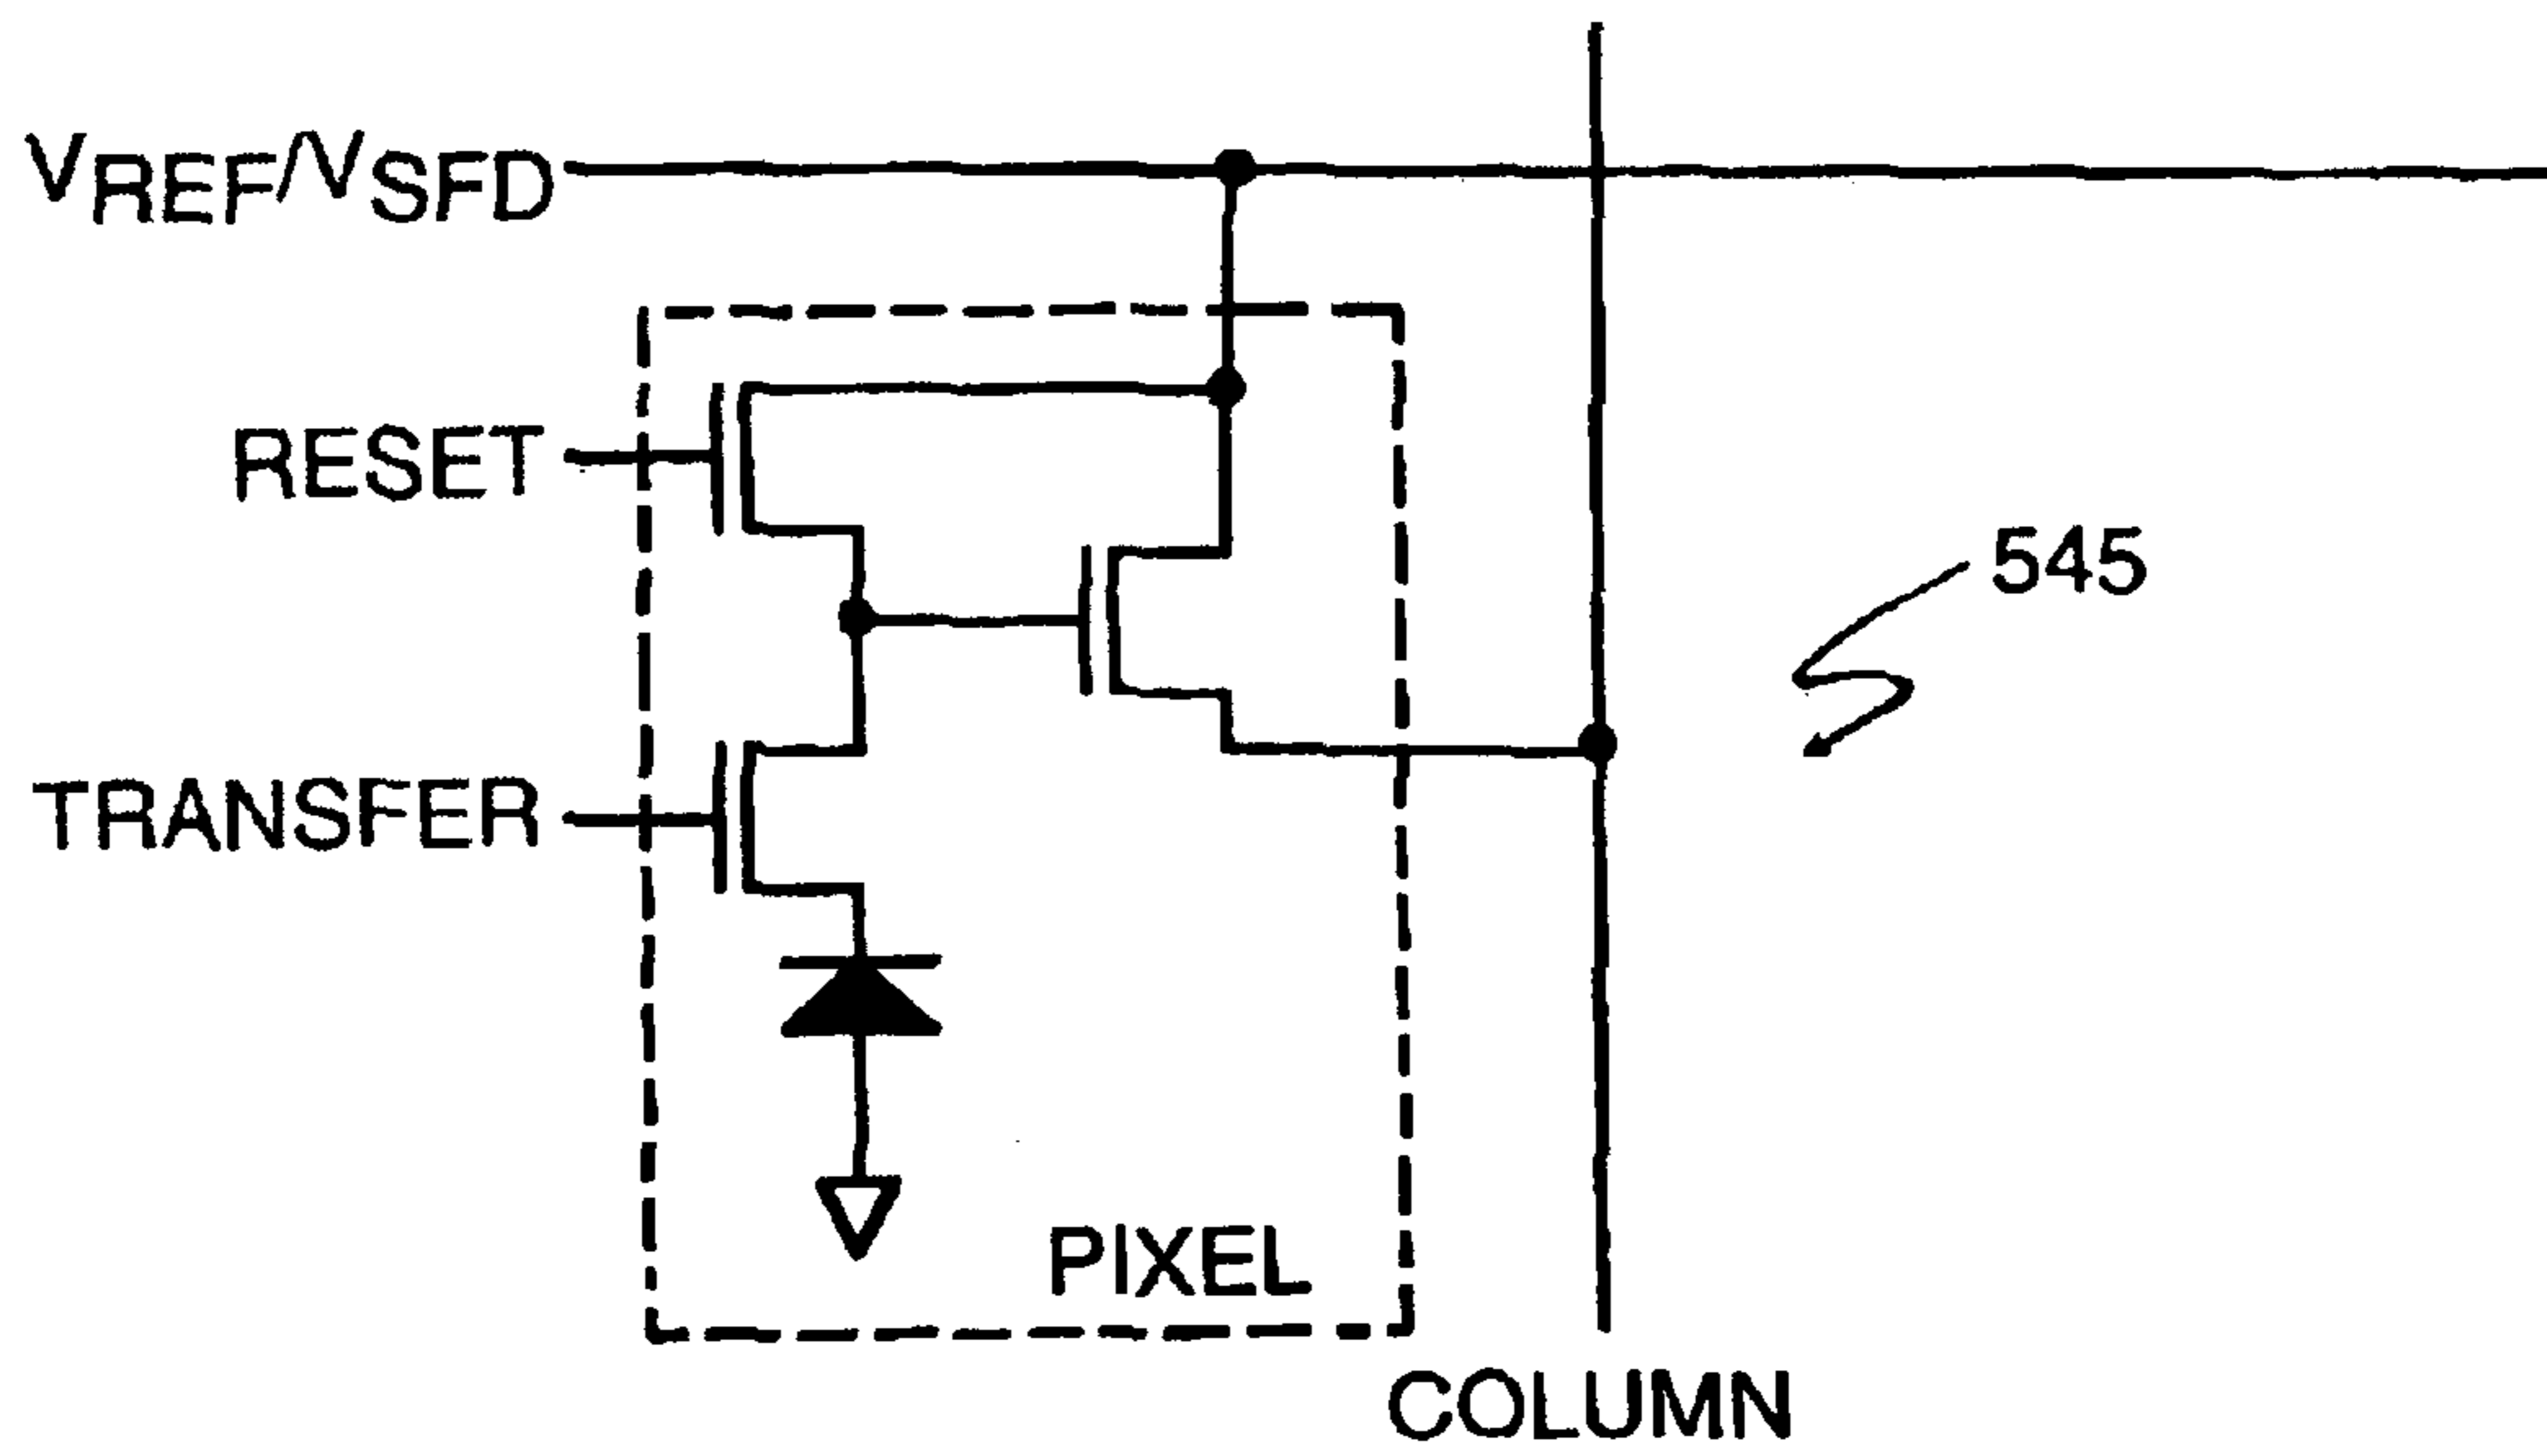 VREF/VSFD
RESET
545
TRANSFER
PIXEL
COLUMN